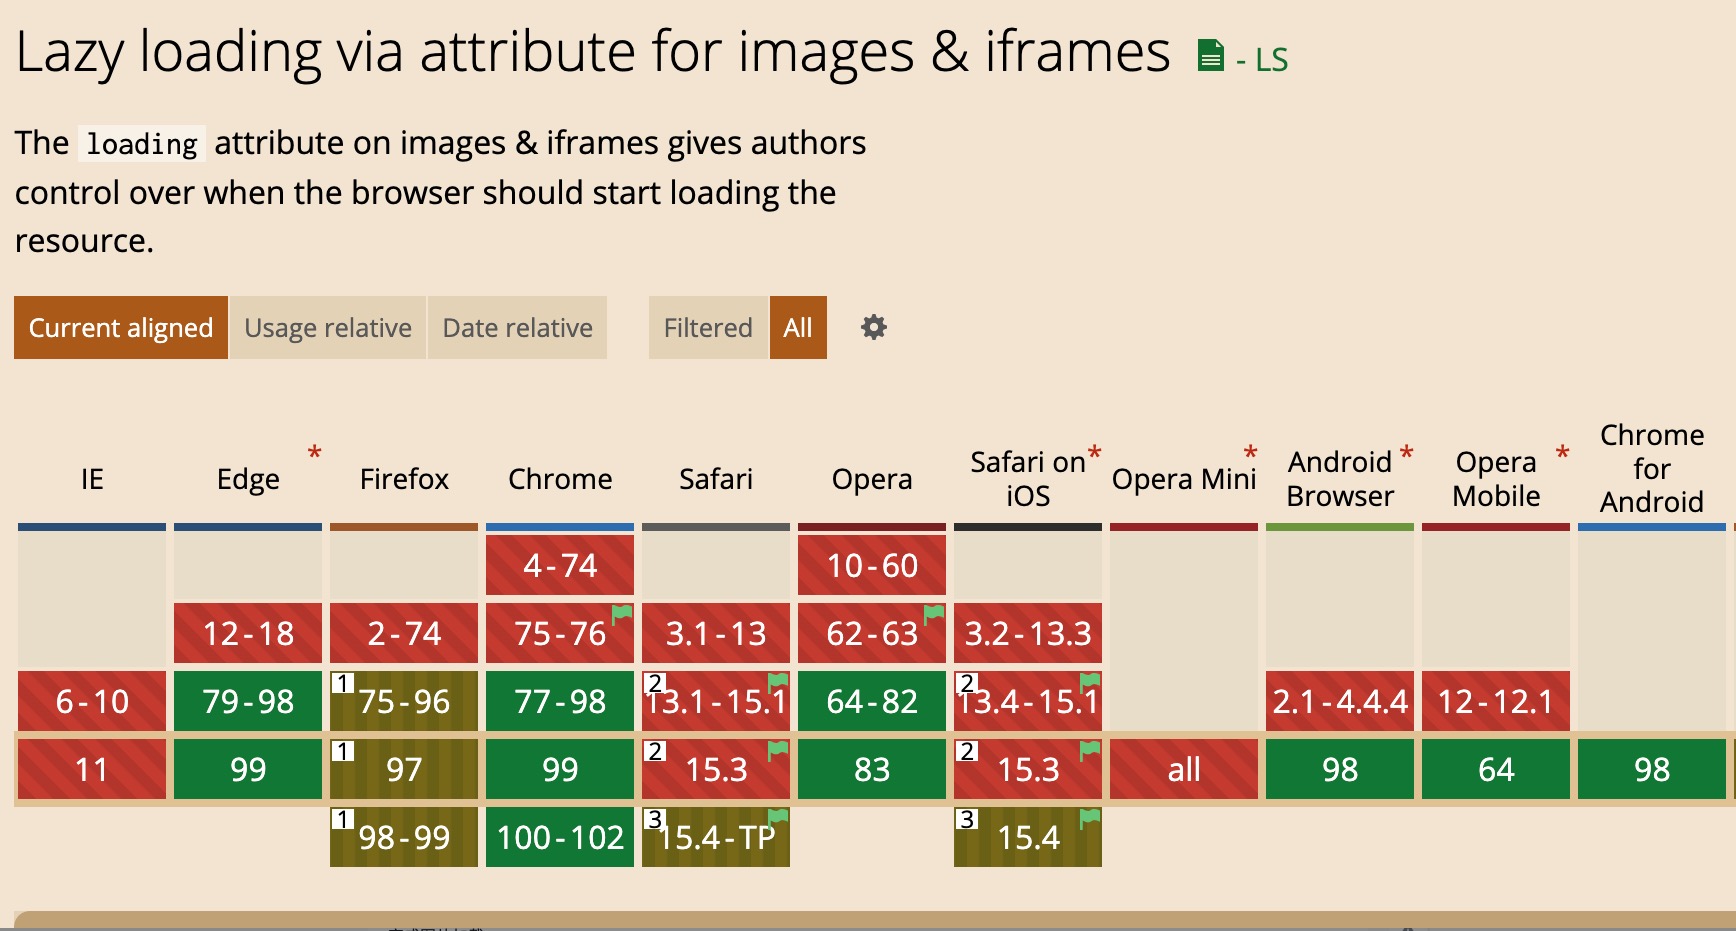 Lazy loading via attribute for images & iframes - LS
The loading attribute on images & iframes gives authors
control over when the browser should start loading the
resource.
Current aligned Usage relative Date relative Filtered All
IE Edge * Firefox Chrome Safari Opera Safari on iOS * Opera Mini * Android Browser * Opera Mobile * Chrome for Android
4-74 10-60
12-18 2-74 75-76 3.1-13 62-63 3.2-13.3
6-10 79-98 1 75-96 77-98 2 13.1-15.1 64-82 2 13.4-15.1 2.1-4.4.4 12-12.1
11 99 1 97 99 2 15.3 83 2 15.3 all 98 64 98
1 98-99 100-102 3 15.4-TP 3 15.4